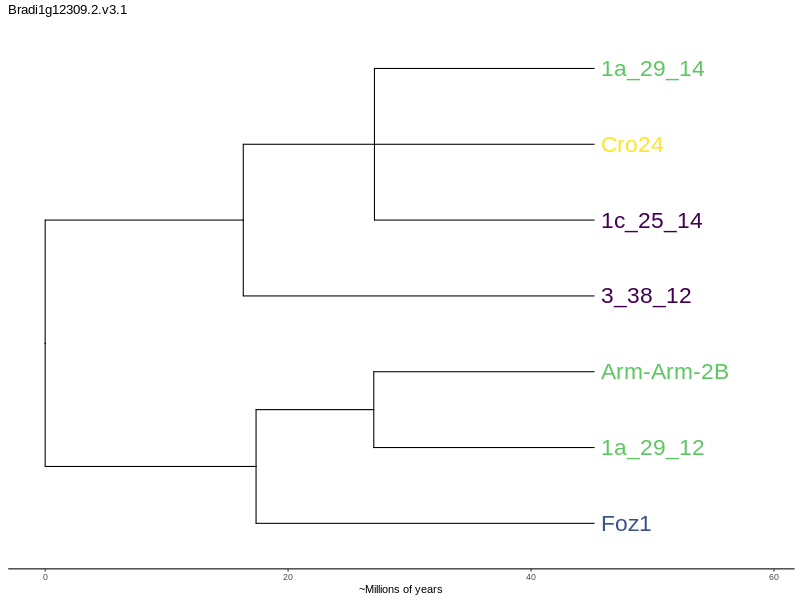 Bradi1g12309.2.v3.1
1a_29_14
Cro24
1c_25_14
3_38_12
Arm-Arm-2B
1a_29_12
Foz1
0 20 40 60
~Millions of years